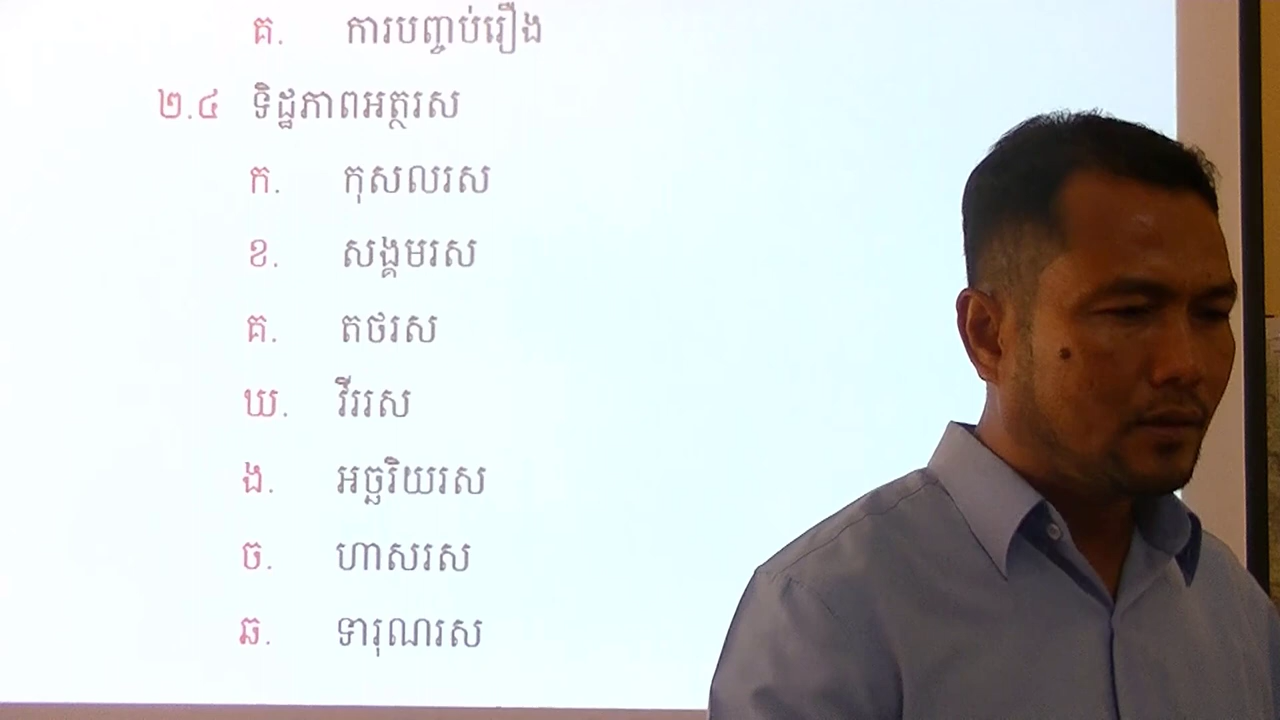 គ. ការបញ្ចប់រឿង
២.៤ ទិដ្ឋភាពអត្ថរស
ក. កុសលរស
ខ. សង្គមរស
គ. តថរស
ឃ. វីររស
ង. អច្ឆរិយរស
ច. ហាសរស
ឆ. ទារុណរស